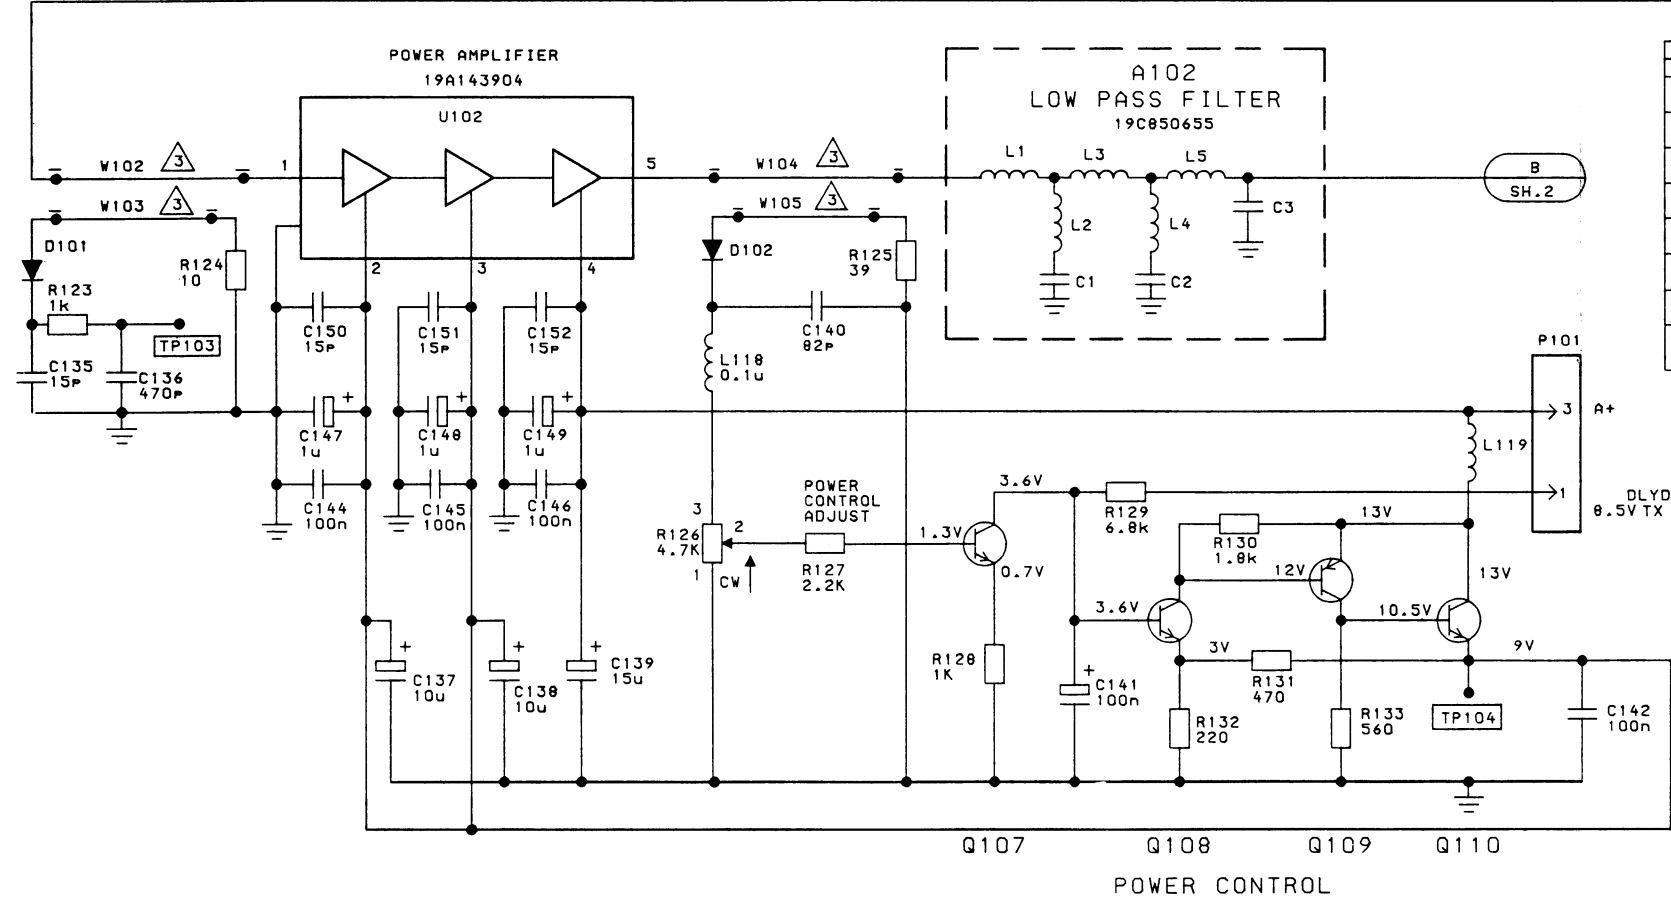 POWER AMPLIFIER
19A143904
U102
1
5
2
3
4
W102
3
W103
3
D101
R123
1k
R124
10
TP103
C135
15p
C136
470p
C150
15p
C151
15p
C152
15p
C147
1u
C148
1u
C149
1u
C144
100n
C145
100n
C146
100n
C137
10u
C138
10u
C139
15u
W104
3
W105
3
D102
R125
39
C140
82p
L118
0.1u
A102
LOW PASS FILTER
19C850655
L1
L3
L5
L2
L4
C3
C1
C2
B
SH.2
P101
3
A+
L119
1
DLYD
8.5V TX
POWER
CONTROL
ADJUST
3
R126
4.7K
2
1
CW
R127
2.2K
1.3V
3.6V
0.7V
R128
1K
R129
6.8k
3.6V
C141
100n
R130
1.8k
13V
12V
13V
10.5V
3V
R131
470
9V
R132
220
R133
560
TP104
C142
100n
Q107
Q108
Q109
Q110
POWER CONTROL